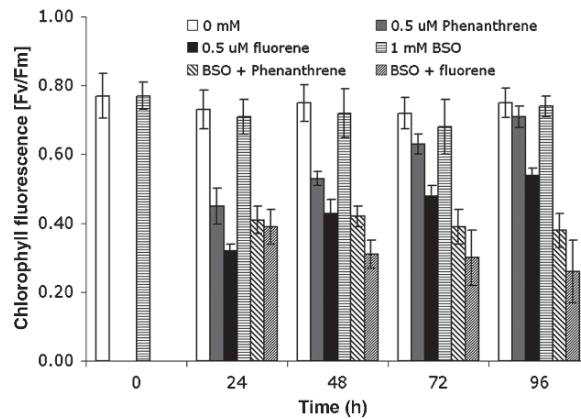 1.00
0.80
0.60
0.40
0.20
0.00
Chlorophyll fluorescence [Fv/Fm]
0 mM
0.5 uM Phenanthrene
0.5 uM fluorene
1 mM BSO
BSO + Phenanthrene
BSO + fluorene
0 24 48 72 96
Time (h)